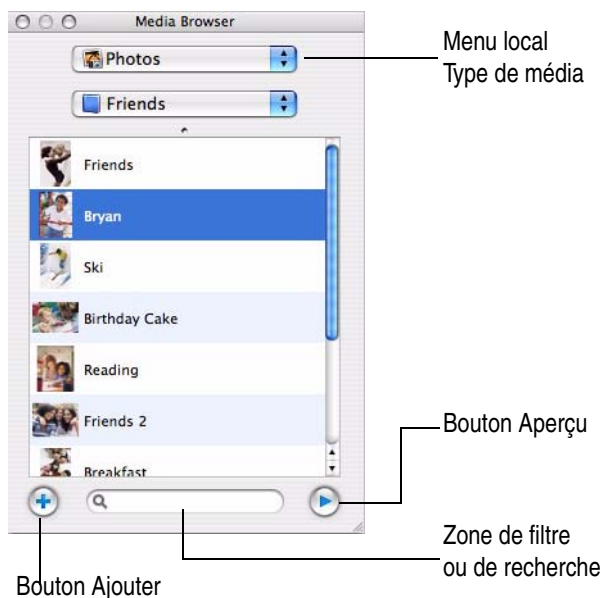 Media Browser
Photos
Menu local
Type de média
Friends
Friends
Bryan
Ski
Birthday Cake
Reading
Friends 2
Bouton Aperçu
Breakfast
Zone de filtre
ou de recherche
Bouton Ajouter